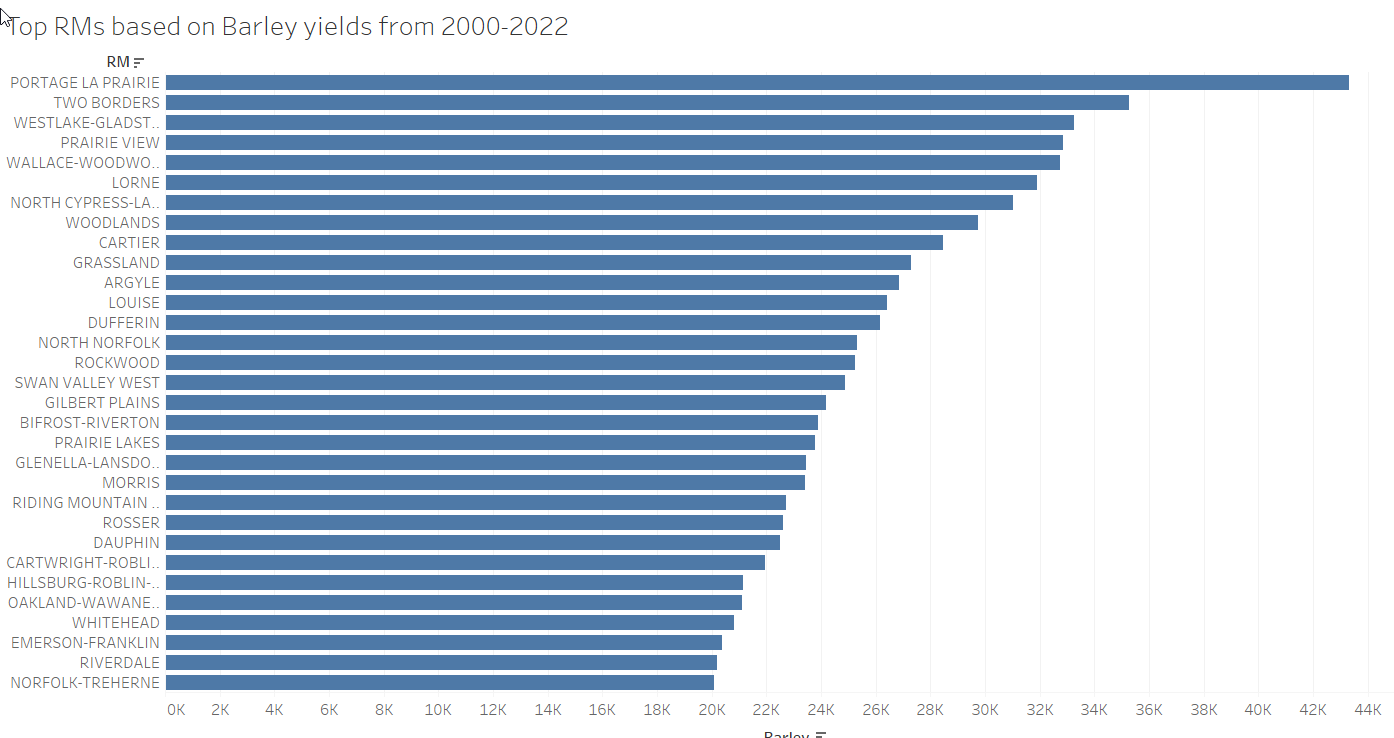 Top RMs based on Barley yields from 2000-2022
RM
PORTAGE LA PRAIRIE
TWO BORDERS
WESTLAKE-GLADST..
PRAIRIE VIEW
WALLACE-WOODWO..
LORNE
NORTH CYPRESS-LA..
WOODLANDS
CARTIER
GRASSLAND
ARGYLE
LOUISE
DUFFERIN
NORTH NORFOLK
ROCKWOOD
SWAN VALLEY WEST
GILBERT PLAINS
BIFROST-RIVERTON
PRAIRIE LAKES
GLENELLA-LANSDO..
MORRIS
RIDING MOUNTAIN ..
ROSSER
DAUPHIN
CARTWRIGHT-ROBLI..
HILLSBURG-ROBLIN-..
OAKLAND-WAWANE..
WHITEHEAD
EMERSON-FRANKLIN
RIVERDALE
NORFOLK-TREHERNE
0K 2K 4K 6K 8K 10K 12K 14K 16K 18K 20K 22K 24K 26K 28K 30K 32K 34K 36K 38K 40K 42K 44K
Barley